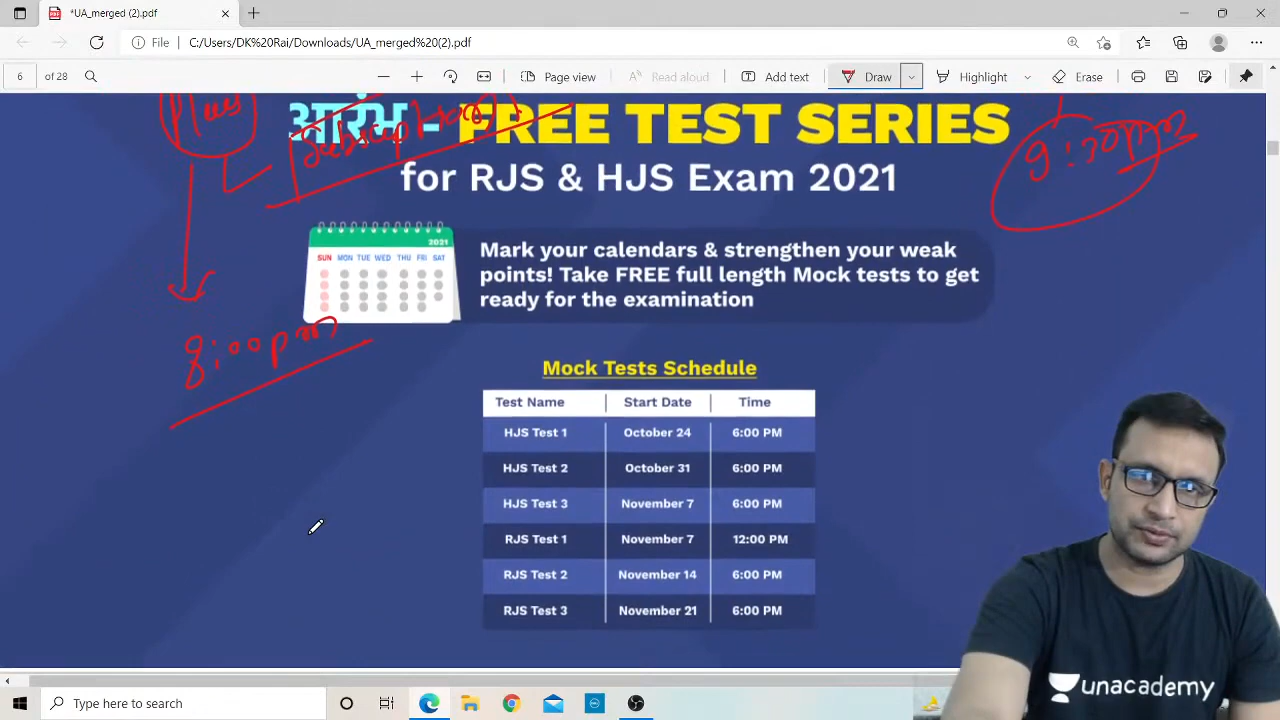 *UA_merged (2).pdf
File
C:/Users/DK%20Rai/Downloads/UA_merged%20(2).pdf
6 of 28
Page view
Read aloud
Add text
Draw
Highlight
Erase
Plus
आरंभ - FREE TEST SERIES
9:30pm
for RJS & HJS Exam 2021
2021
SUN MON TUE WED THU FRI SAT
Mark your calendars & strengthen your weak
points! Take FREE full length Mock tests to get
ready for the examination
8:00pm
Mock Tests Schedule
Test Name Start Date Time
HJS Test 1 October 24 6:00 PM
HJS Test 2 October 31 6:00 PM
HJS Test 3 November 7 6:00 PM
RJS Test 1 November 7 12:00 PM
RJS Test 2 November 14 6:00 PM
RJS Test 3 November 21 6:00 PM
unacademy
Type here to search